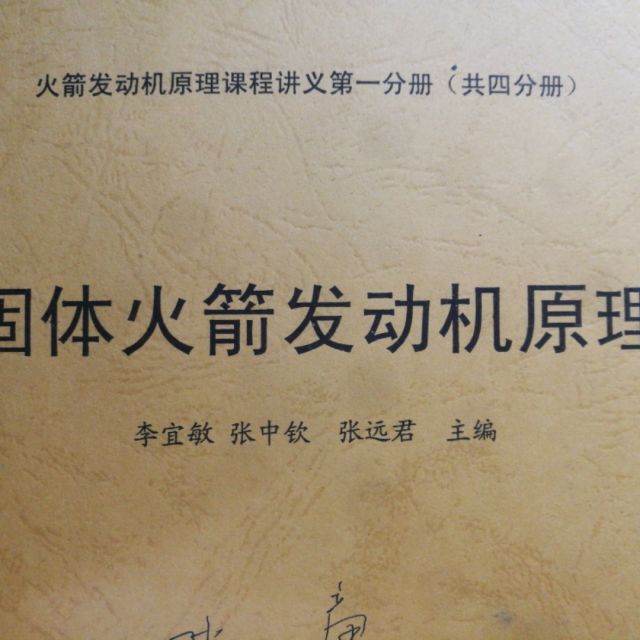 火箭发动机原理课程讲义第一分册（共四分册）
固体火箭发动机原理
李宜敏 张中钦 张远君 主编